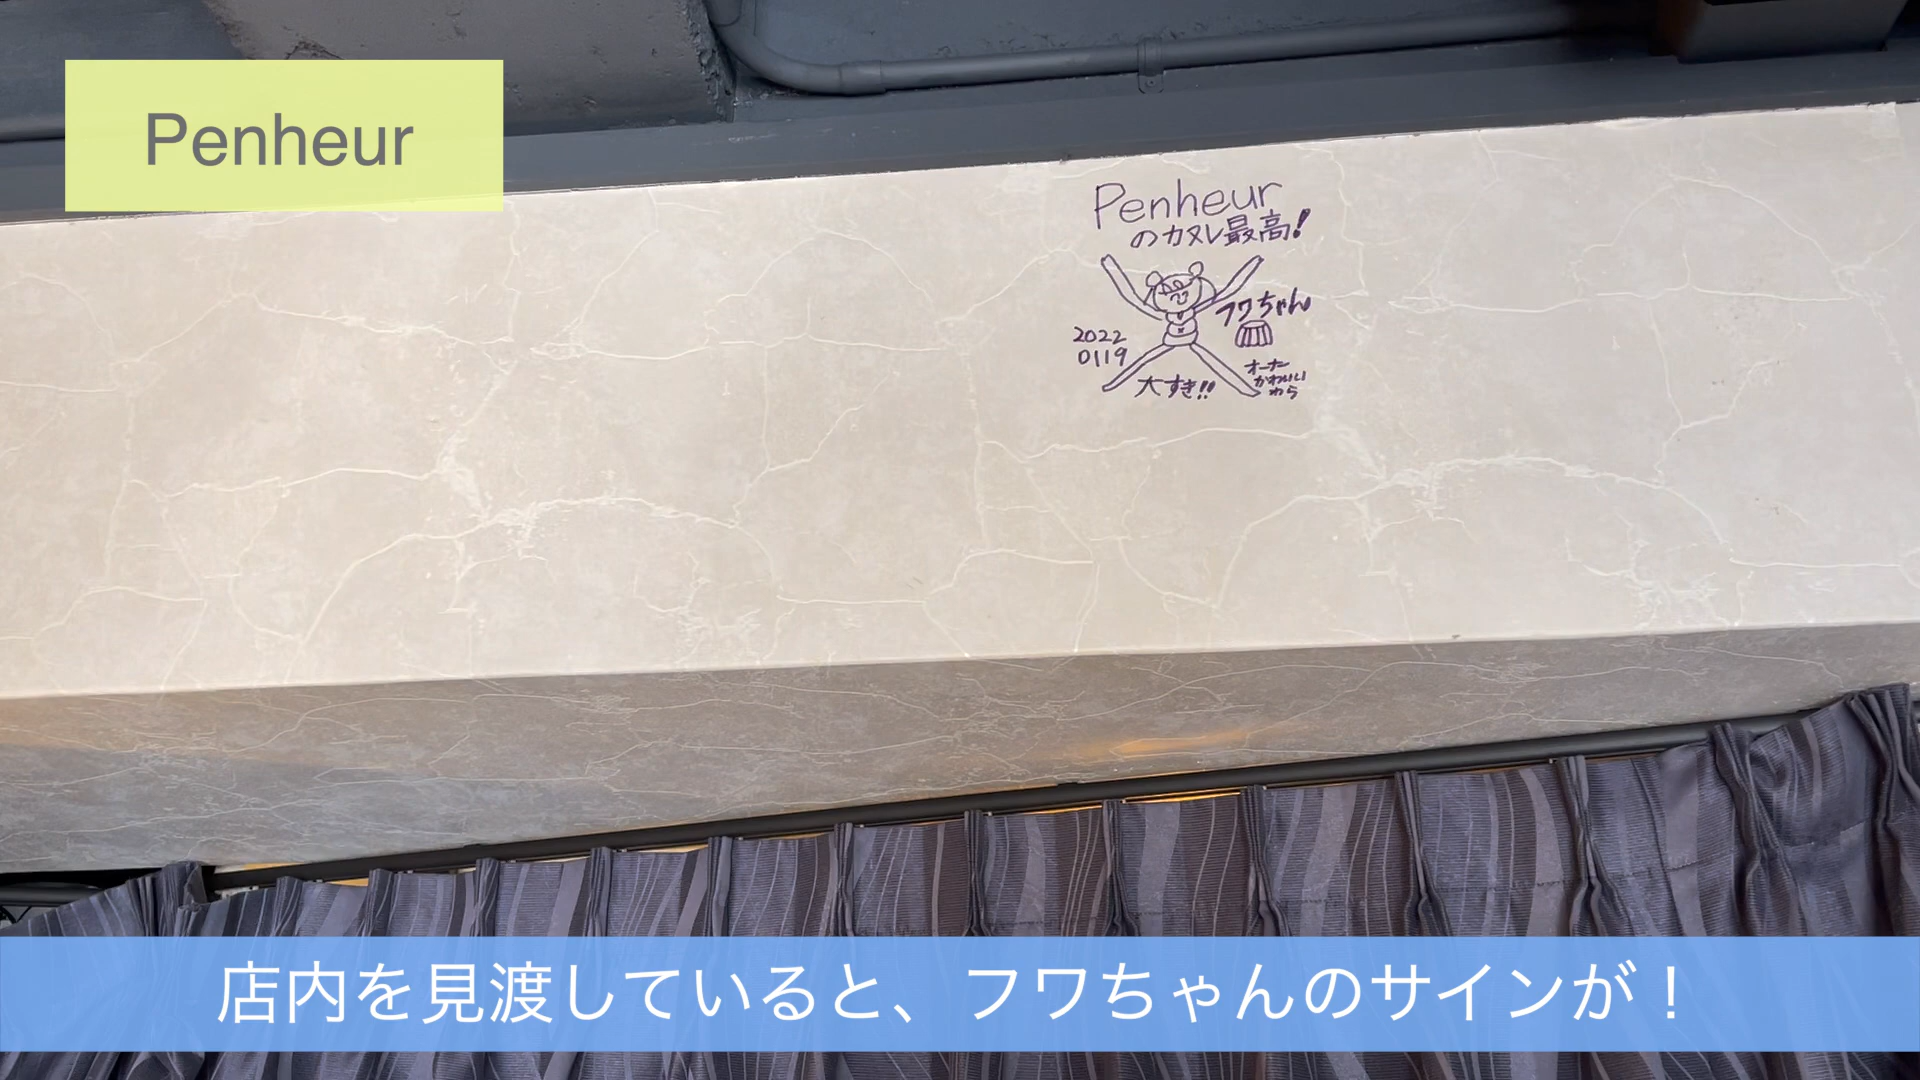 Penheur
Penheur
のカヌレ最高!
フワちゃん
2022
0119
大すき!!
オーナー
かわいい
から
店内を見渡していると、フワちゃんのサインが！